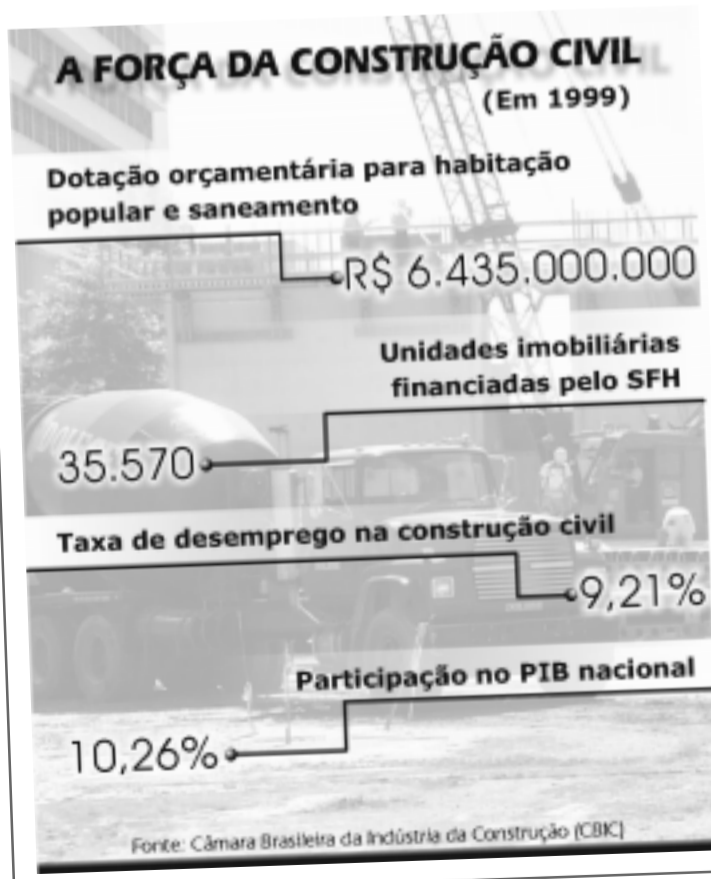 A FORÇA DA CONSTRUÇÃO CIVIL
(Em 1999)
Dotação orçamentária para habitação
popular e saneamento
R$ 6.435.000.000
Unidades imobiliárias
financiadas pelo SFH
35.570
Taxa de desemprego na construção civil
9,21%
Participação no PIB nacional
10,26%
Fonte: Câmara Brasileira da Indústria da Construção (CBIC)